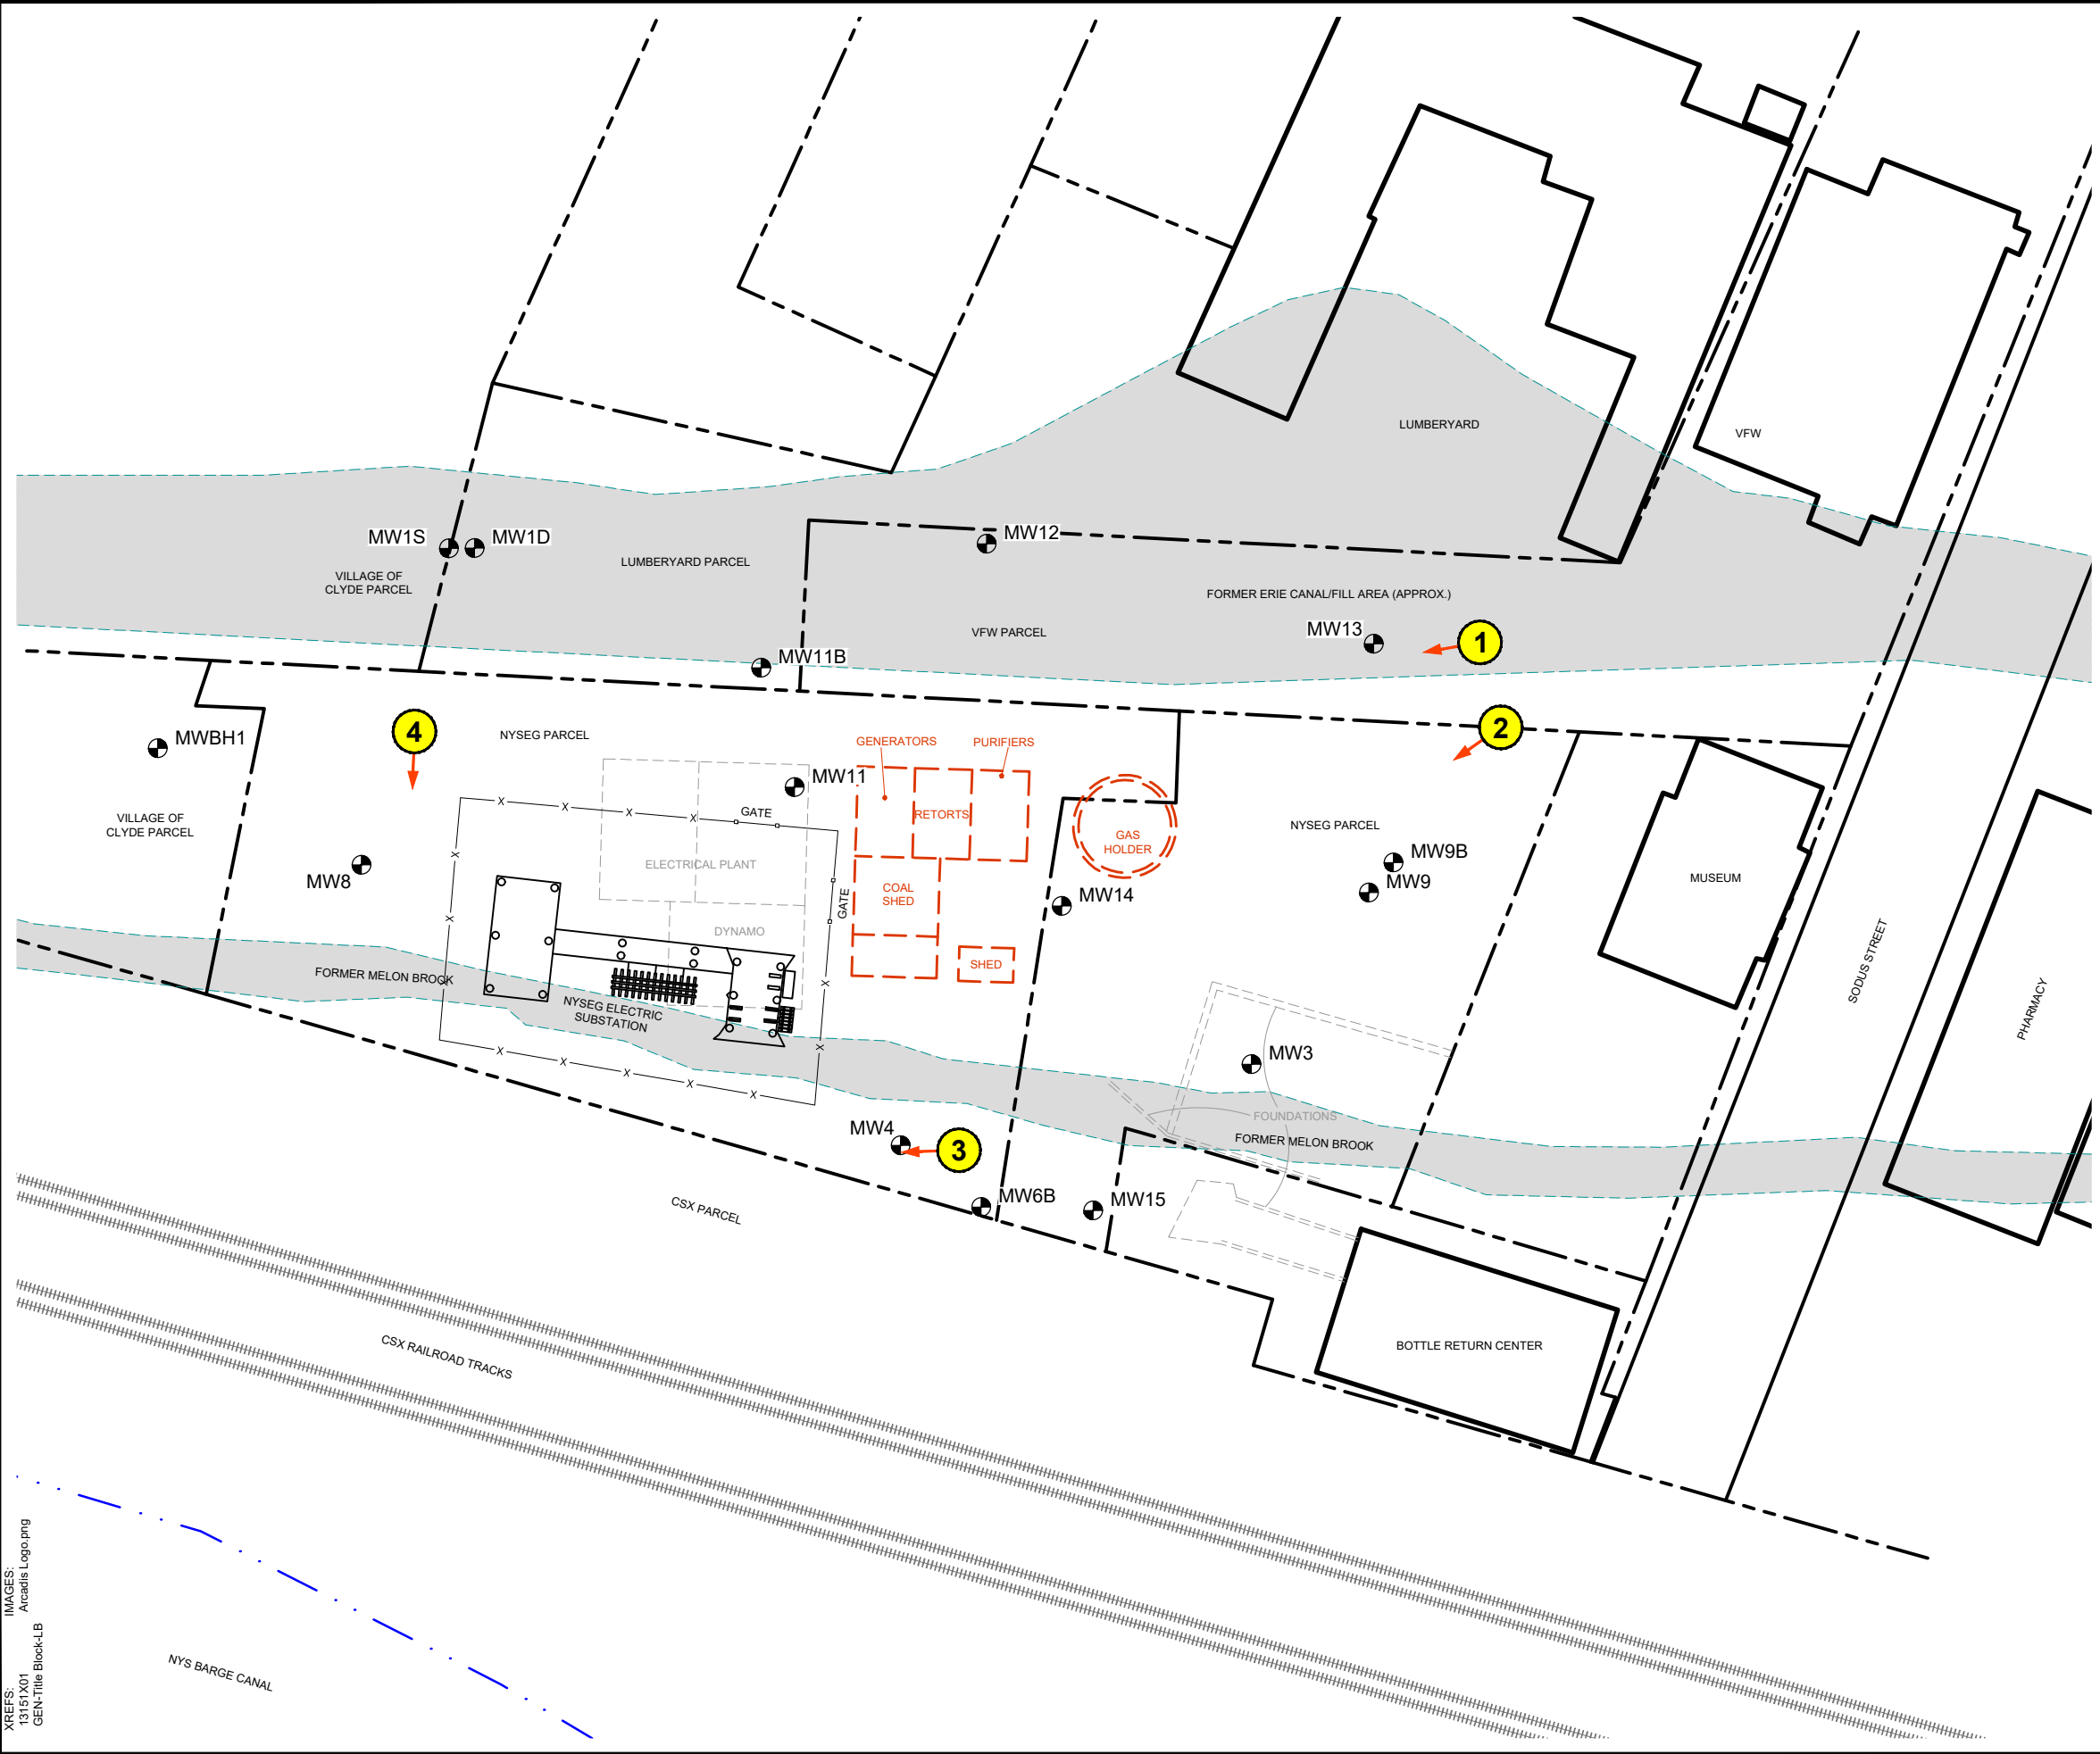 LUMBERYARD
VFW
MW1S
MW1D
MW12
LUMBERYARD PARCEL
VILLAGE OF
CLYDE PARCEL
FORMER ERIE CANAL/FILL AREA (APPROX.)
VFW PARCEL
MW13
1
MW11B
4
2
NYSEG PARCEL
MWBH1
GENERATORS
PURIFIERS
MW11
GATE
RETORTS
VILLAGE OF
CLYDE PARCEL
GAS
HOLDER
NYSEG PARCEL
MW9B
ELECTRICAL PLANT
MW8
MW9
MUSEUM
COAL
SHED
GATE
MW14
DYNAMO
SHED
SODUS STREET
FORMER MELON BROOK
NYSEG ELECTRIC
SUBSTATION
PHARMACY
MW3
FOUNDATIONS
MW4
3
FORMER MELON BROOK
MW6B
MW15
CSX PARCEL
BOTTLE RETURN CENTER
CSX RAILROAD TRACKS
NYS BARGE CANAL
X X X X
X X X
X X X
X X X X X
XREFS: IMAGES:
13151X01 Arcadis Logo.png
GEN-Title Block-LB